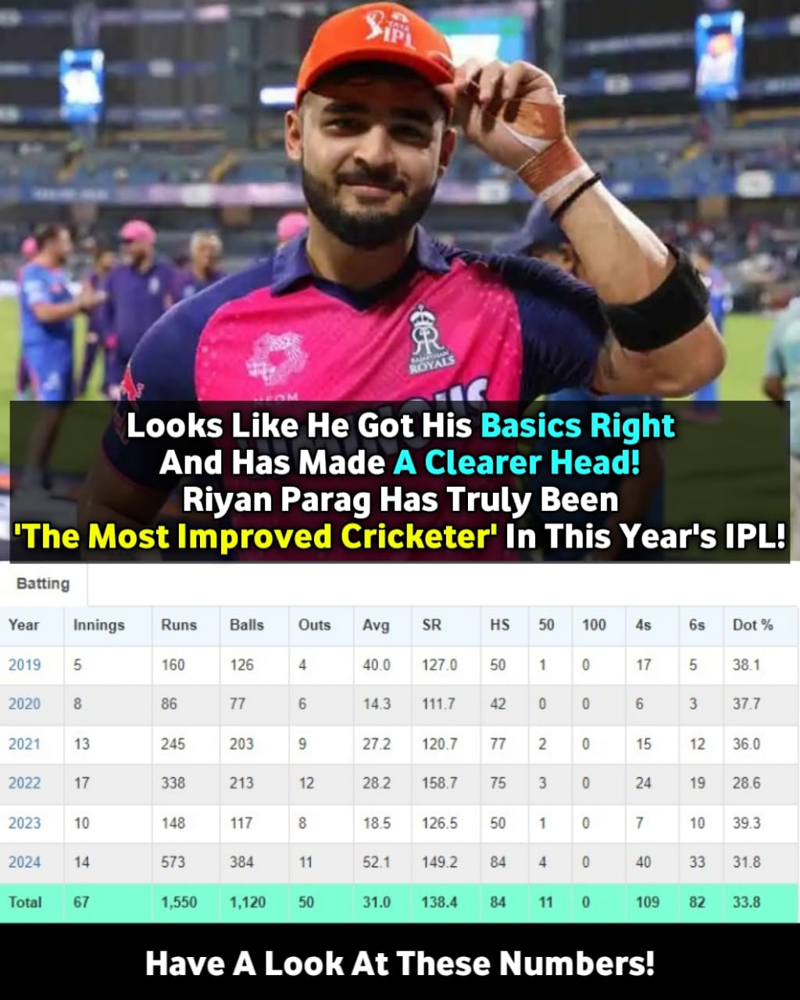 TATA
IPL
RAJASTHAN
ROYALS
Looks Like He Got His Basics Right
And Has Made A Clearer Head!
Riyan Parag Has Truly Been
'The Most Improved Cricketer' In This Year's IPL!
Batting
Year Innings Runs Balls Outs Avg SR HS 50 100 4s 6s Dot %
2019 5 160 126 4 40.0 127.0 50 1 0 17 5 38.1
2020 8 86 77 6 14.3 111.7 42 0 0 6 3 37.7
2021 13 245 203 9 27.2 120.7 77 2 0 15 12 36.0
2022 17 338 213 12 28.2 158.7 75 3 0 24 19 28.6
2023 10 148 117 8 18.5 126.5 50 1 0 7 10 39.3
2024 14 573 384 11 52.1 149.2 84 4 0 40 33 31.8
Total 67 1,550 1,120 50 31.0 138.4 84 11 0 109 82 33.8
Have A Look At These Numbers!